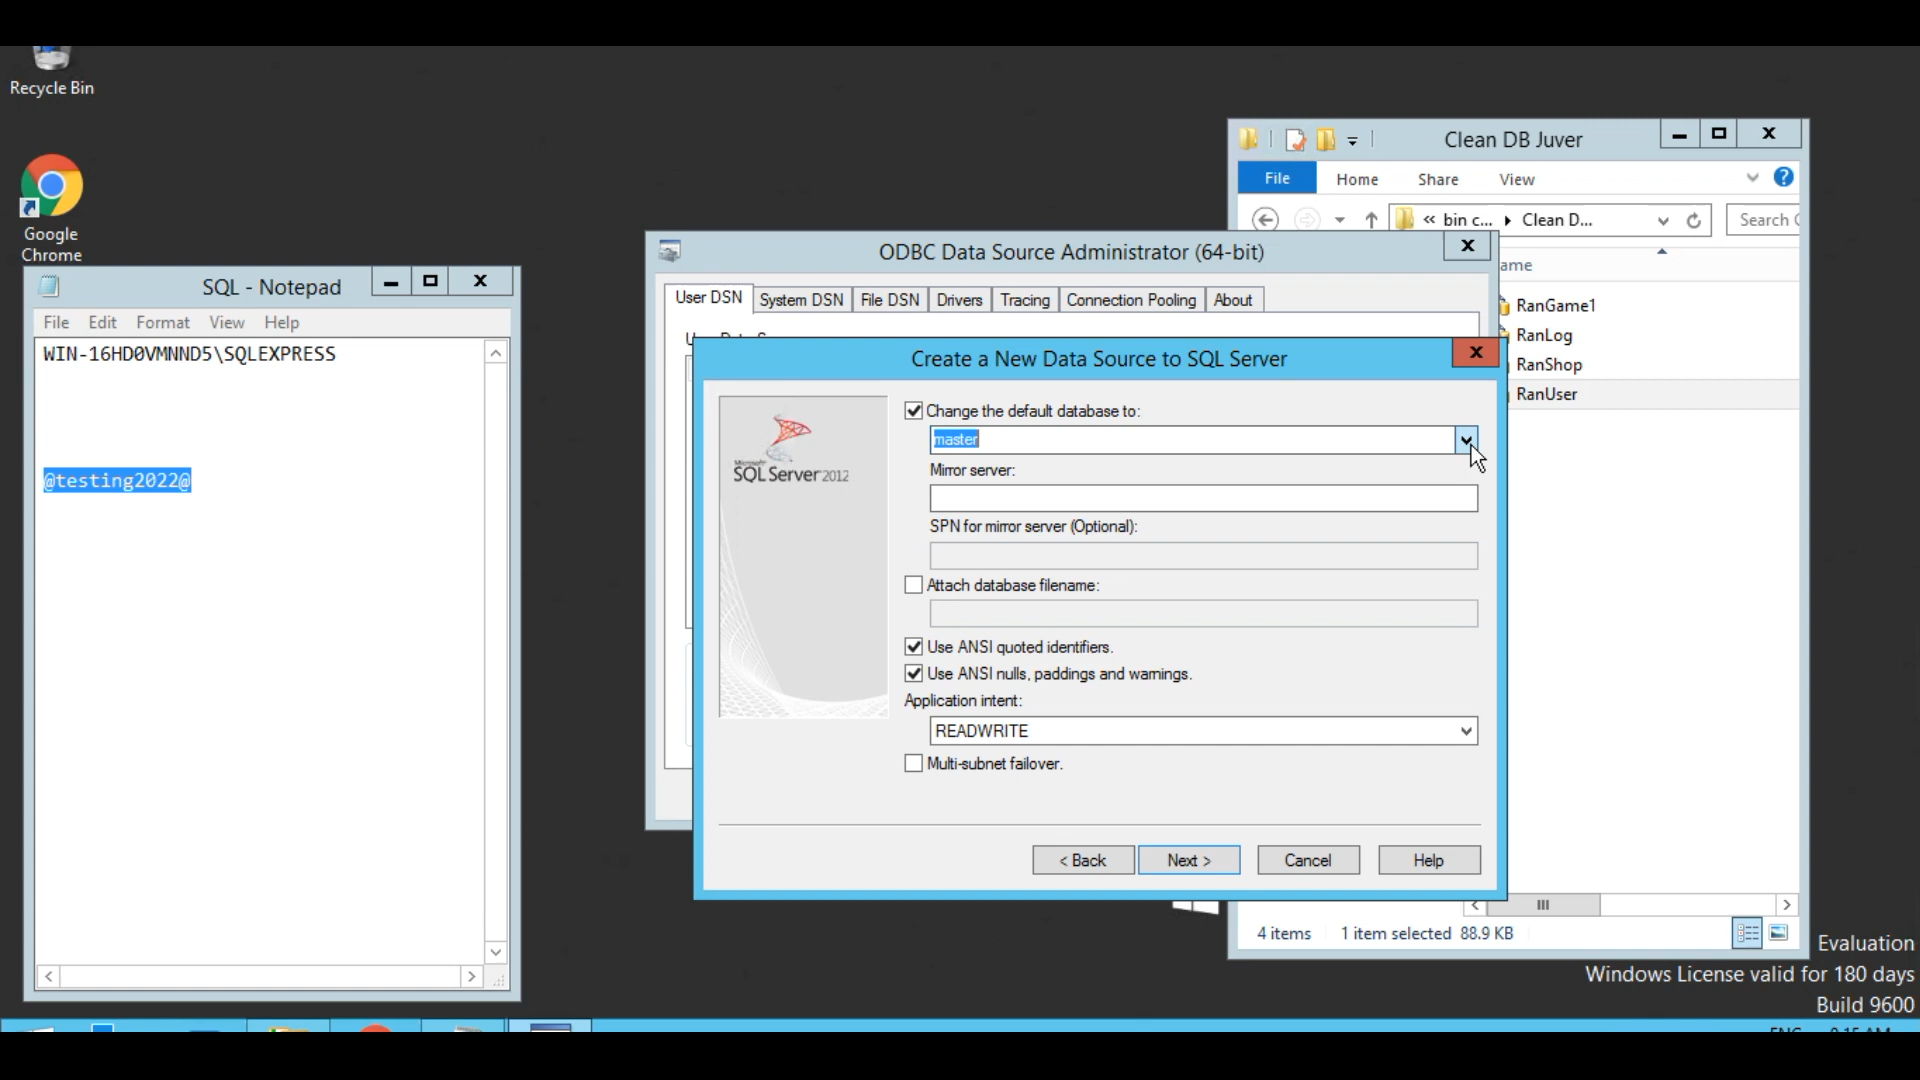 Recycle Bin
Google
Chrome
SQL - Notepad
File Edit Format View Help
WIN-16HD0VMNND5\SQLEXPRESS
@testing2022@
Clean DB Juver
File Home Share View
« bin c... Clean D...
Search
ame
RanGame1
RanLog
RanShop
RanUser
4 items 1 item selected 88.9 KB
ODBC Data Source Administrator (64-bit)
User DSN System DSN File DSN Drivers Tracing Connection Pooling About
Create a New Data Source to SQL Server
Microsoft
SQL Server 2012
Change the default database to:
master
Mirror server:
SPN for mirror server (Optional):
Attach database filename:
Use ANSI quoted identifiers.
Use ANSI nulls, paddings and warnings.
Application intent:
READWRITE
Multi-subnet failover.
< Back Next > Cancel Help
Evaluation
Windows License valid for 180 days
Build 9600